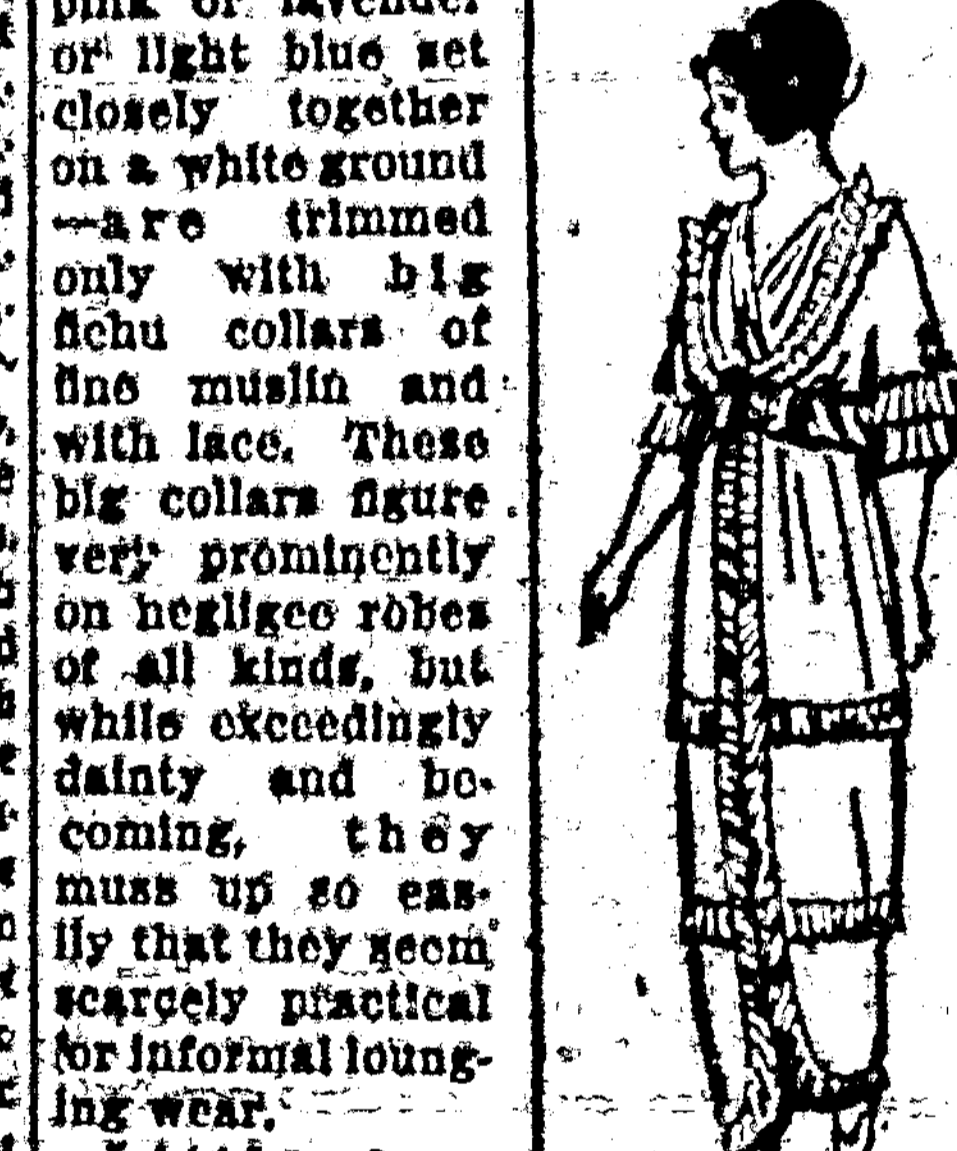 pink or lavender
or light blue set
closely together
on a white ground
—are trimmed
only with big
fichu collars of
fine muslin and
with lace. These
big collars figure
very prominently
on negligee robes
of all kinds, but
while exceedingly
dainty and be-
coming, they
muss up so eas-
ily that they seem
scarcely practical
for informal loung-
ing wear.